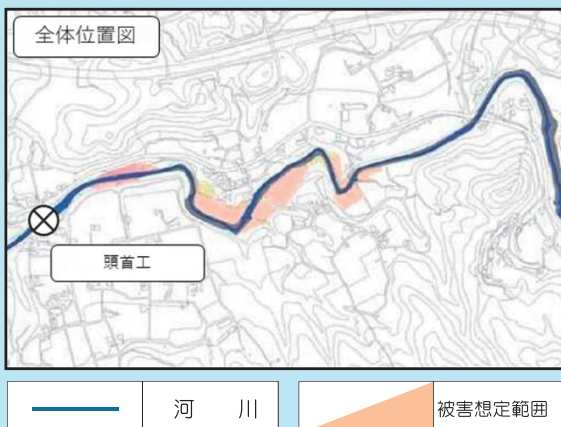 全体位置図
頭首工
河　川
被害想定範囲